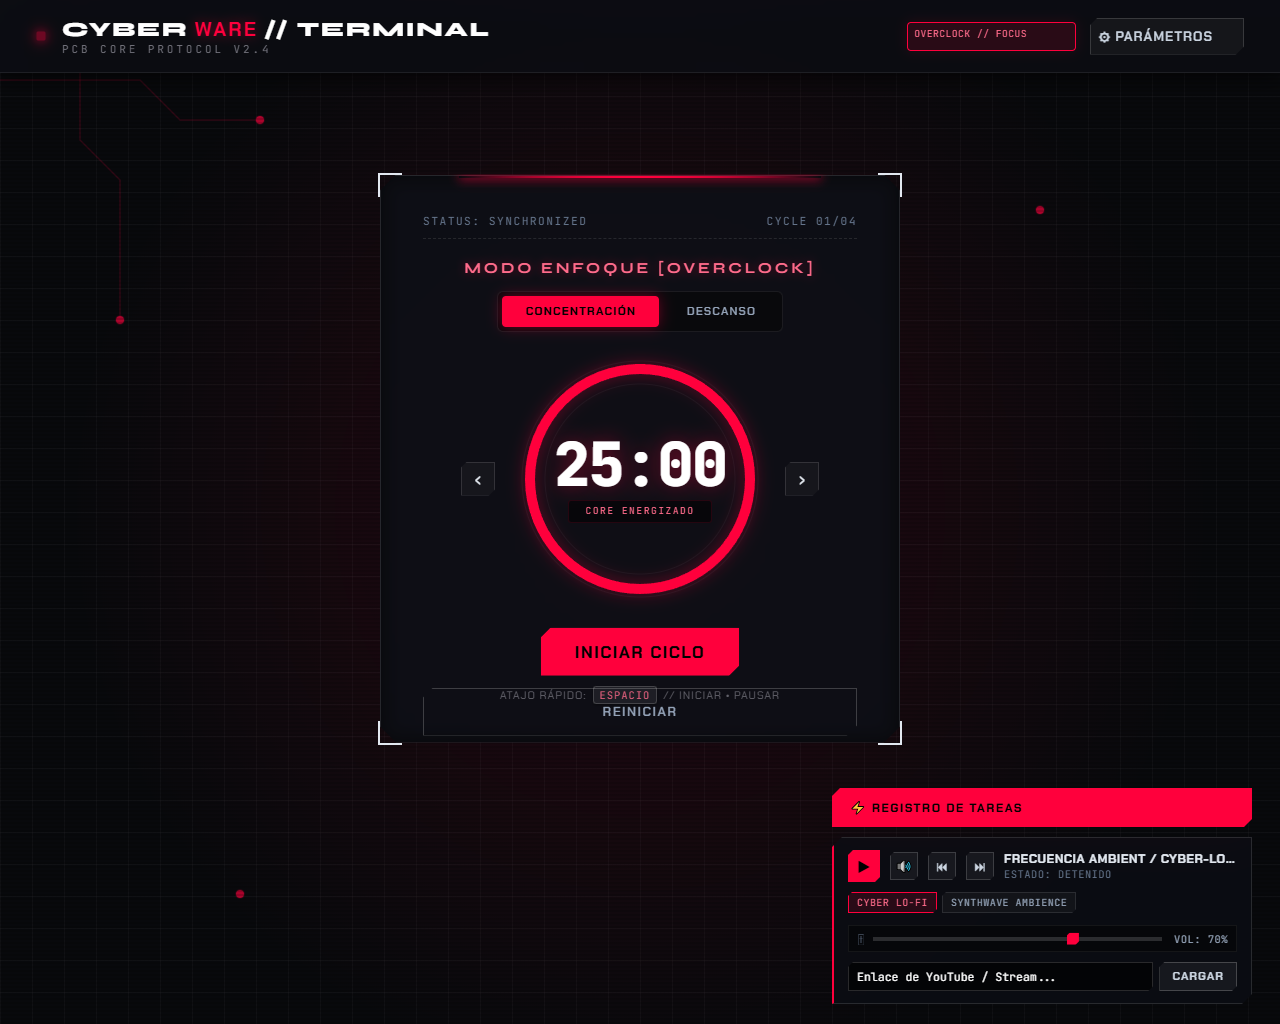 CYBER WARE // TERMINAL
PCB CORE PROTOCOL V2.4
OVERCLOCK // FOCUS
⚙ PARÁMETROS
STATUS: SYNCHRONIZED
CYCLE 01/04
MODO ENFOQUE [OVERCLOCK]
CONCENTRACIÓN
DESCANSO
‹
25:00
›
CORE ENERGIZADO
INICIAR CICLO
ATAJO RÁPIDO: ESPACIO // INICIAR • PAUSAR
REINICIAR
⚡ REGISTRO DE TAREAS
FRECUENCIA AMBIENT / CYBER-LO...
ESTADO: DETENIDO
CYBER LO-FI
SYNTHWAVE AMBIENCE
VOL: 70%
Enlace de YouTube / Stream...
CARGAR